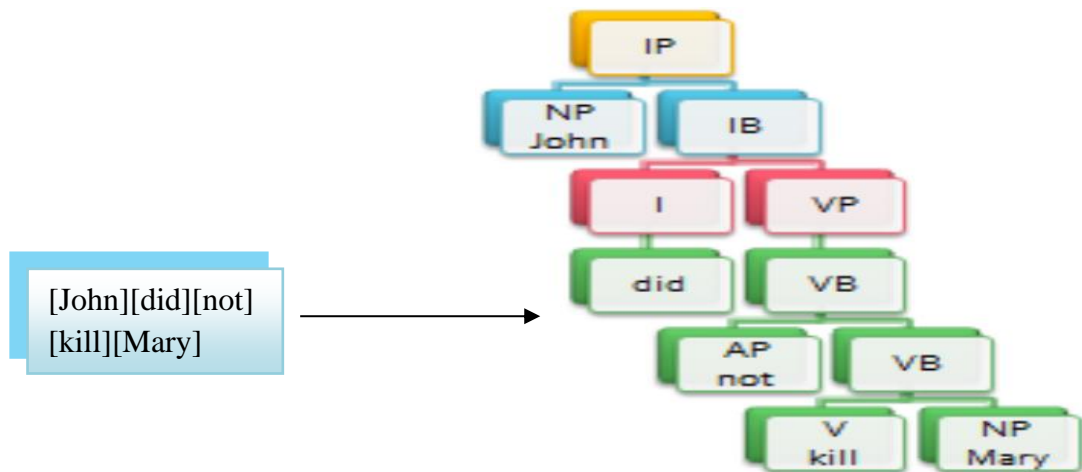 IP
NP
John
IB
I
VP
did
VB
[John][did][not]
[kill][Mary]
AP
not
VB
V
kill
NP
Mary